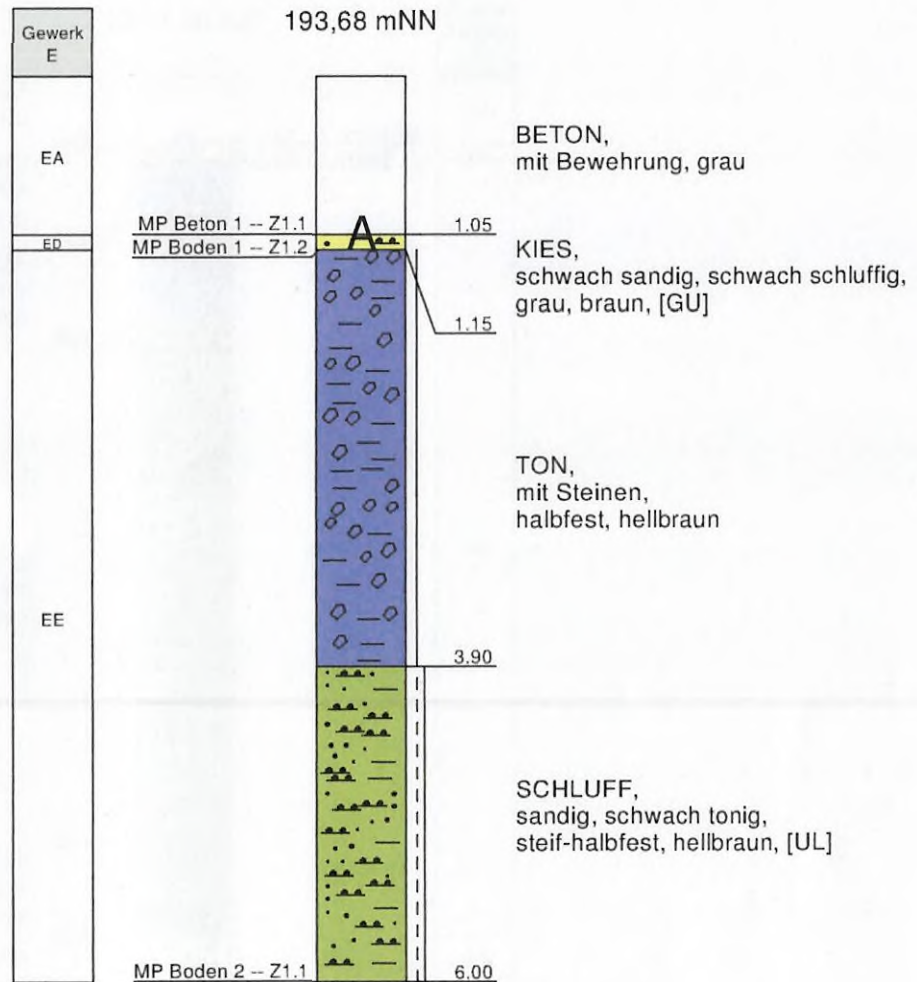 Gewerk
E
193,68 mNN
EA
BETON,
mit Bewehrung, grau
MP Beton 1 -- Z1.1
1.05
ED
MP Boden 1 -- Z1.2
A
KIES,
schwach sandig, schwach schluffig,
grau, braun, [GU]
1.15
TON,
mit Steinen,
halbfest, hellbraun
EE
3.90
SCHLUFF,
sandig, schwach tonig,
steif-halbfest, hellbraun, [UL]
MP Boden 2 -- Z1.1
6.00